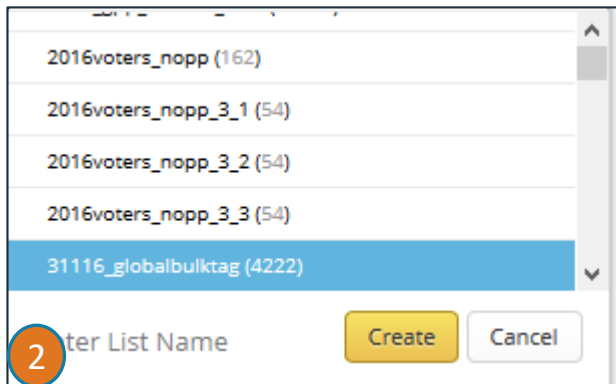 2016voters_nopp (162)
2016voters_nopp_3_1 (54)
2016voters_nopp_3_2 (54)
2016voters_nopp_3_3 (54)
31116_globalbulktag (4222)
2 ter List Name Create Cancel